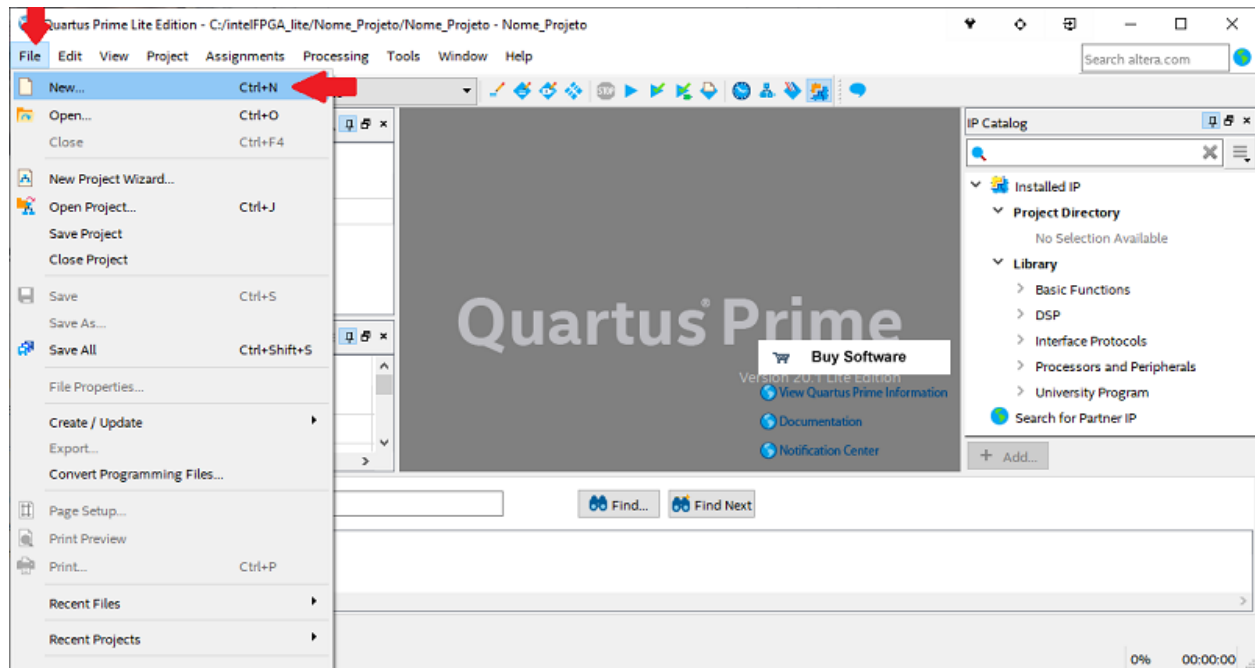 Quartus Prime Lite Edition - C:/intelFPGA_lite/Nome_Projeto/Nome_Projeto - Nome_Projeto
File Edit View Project Assignments Processing Tools Window Help
Search altera.com
New... Ctrl+N
Open... Ctrl+O
Close Ctrl+F4
New Project Wizard...
Open Project... Ctrl+J
Save Project
Close Project
Save Ctrl+S
Save As...
Save All Ctrl+Shift+S
File Properties...
Create / Update
Export...
Convert Programming Files...
Page Setup...
Print Preview
Print... Ctrl+P
Recent Files
Recent Projects
STOP
Quartus® Prime
Buy Software
Version 20.1 Lite Edition
View Quartus Prime Information
Documentation
Notification Center
IP Catalog
Installed IP
Project Directory
No Selection Available
Library
Basic Functions
DSP
Interface Protocols
Processors and Peripherals
University Program
Search for Partner IP
+ Add...
Find... Find Next
0% 00:00:00